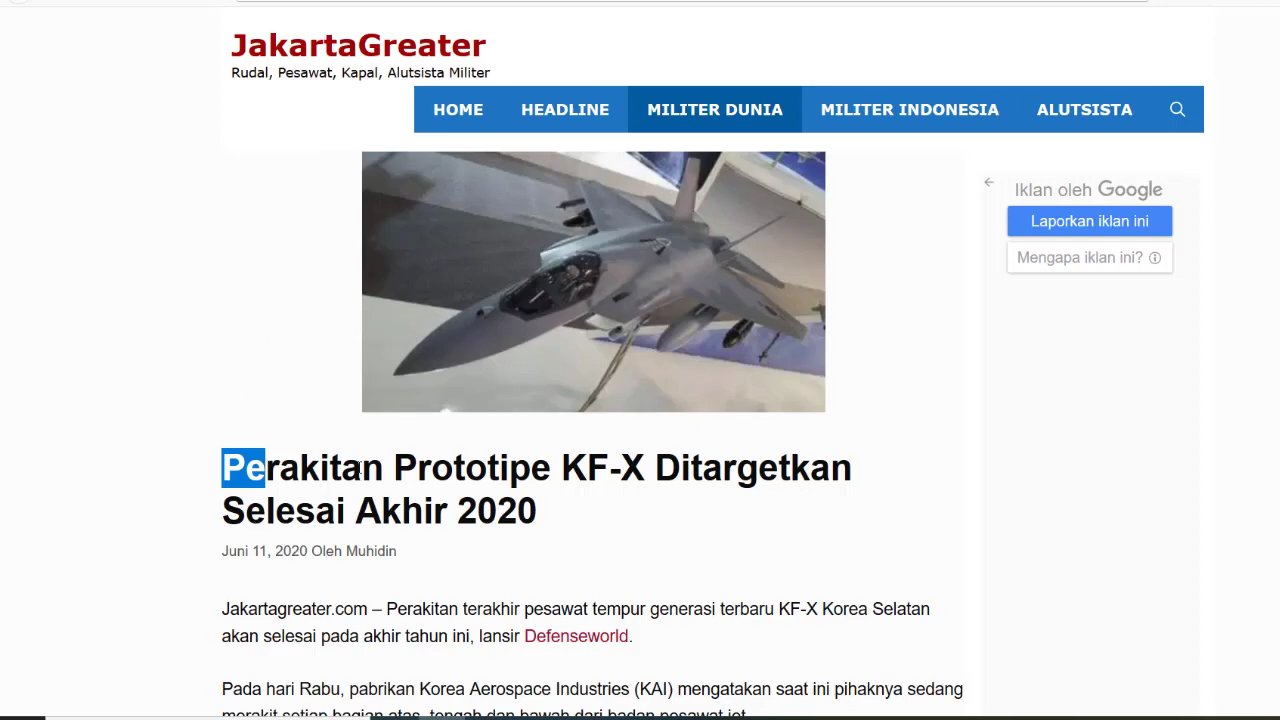 JakartaGreater
Rudal, Pesawat, Kapal, Alutsista Militer
HOME HEADLINE MILITER DUNIA MILITER INDONESIA ALUTSISTA
Iklan oleh Google
Laporkan iklan ini
Mengapa iklan ini?
Perakitan Prototipe KF-X Ditargetkan
Selesai Akhir 2020
Juni 11, 2020 Oleh Muhidin
Jakartagreater.com – Perakitan terakhir pesawat tempur generasi terbaru KF-X Korea Selatan
akan selesai pada akhir tahun ini, lansir Defenseworld.
Pada hari Rabu, pabrikan Korea Aerospace Industries (KAI) mengatakan saat ini pihaknya sedang
merakit setiap bagian atas, tengah dan bawah dari badan pesawat jet